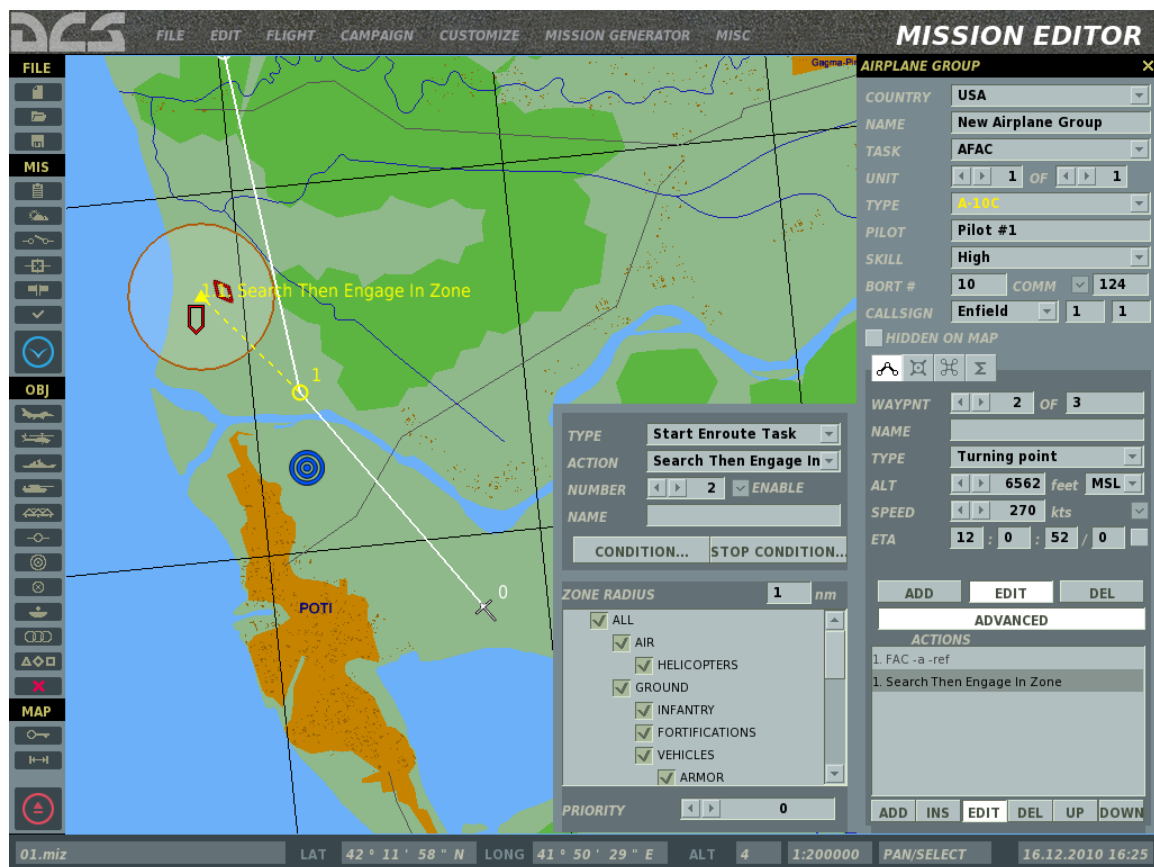 DCS FILE EDIT FLIGHT CAMPAIGN CUSTOMIZE MISSION GENERATOR MISC MISSION EDITOR
FILE
MIS
OBJ
MAP
1. Search Then Engage In Zone
1
0
POTI
TYPE Start Enroute Task
ACTION Search Then Engage In
NUMBER 2 ENABLE
NAME
CONDITION... STOP CONDITION...
ZONE RADIUS 1 nm
ALL
AIR
HELICOPTERS
GROUND
INFANTRY
FORTIFICATIONS
VEHICLES
ARMOR
PRIORITY 0
AIRPLANE GROUP
COUNTRY USA
NAME New Airplane Group
TASK AFAC
UNIT 1 OF 1
TYPE A-10C
PILOT Pilot #1
SKILL High
BORT # 10 COMM 124
CALLSIGN Enfield 1 1
HIDDEN ON MAP
WAYPNT 2 OF 3
NAME
TYPE Turning point
ALT 6562 feet MSL
SPEED 270 kts
ETA 12 : 0 : 52 / 0
ADD EDIT DEL
ADVANCED
ACTIONS
1. FAC -a -ref
1. Search Then Engage In Zone
ADD INS EDIT DEL UP DOWN
01.miz LAT 42 ° 11 ' 58 " N LONG 41 ° 50 ' 29 " E ALT 4 1:200000 PAN/SELECT 16.12.2010 16:25